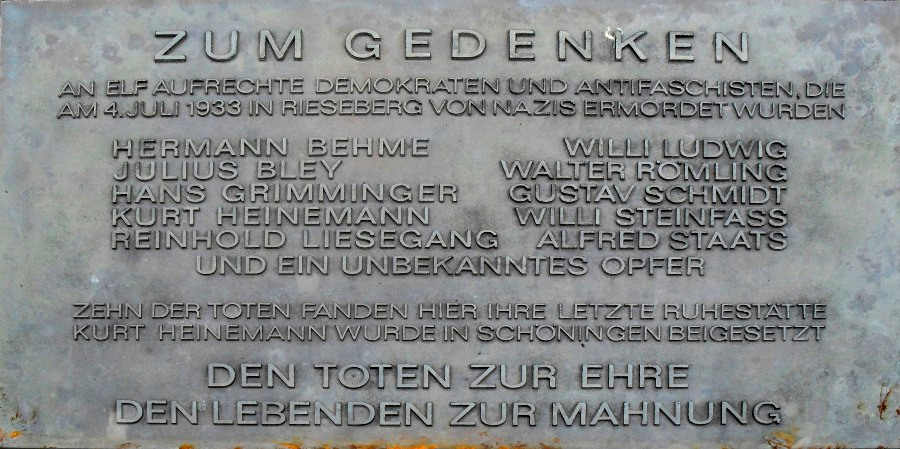 ZUM GEDENKEN
AN ELF AUFRECHTE DEMOKRATEN UND ANTIFASCHISTEN, DIE
AM 4. JULI 1933 IN RIESEBERG VON NAZIS ERMORDET WURDEN
HERMANN BEHME WILLI LUDWIG
JULIUS BLEY WALTER RÖMLING
HANS GRIMMINGER GUSTAV SCHMIDT
KURT HEINEMANN WILLI STEINFASS
REINHOLD LIESEGANG ALFRED STAATS
UND EIN UNBEKANNTES OPFER
ZEHN DER TOTEN FANDEN HIER IHRE LETZTE RUHESTÄTTE
KURT HEINEMANN WURDE IN SCHÖNINGEN BEIGESETZT
DEN TOTEN ZUR EHRE
DEN LEBENDEN ZUR MAHNUNG